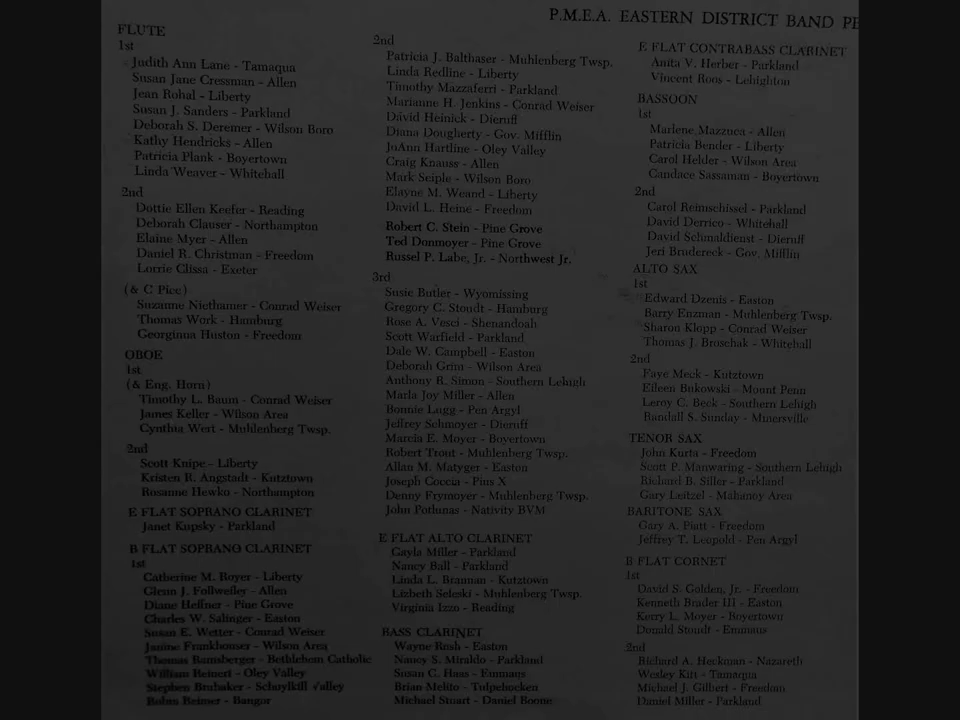 P.M.E.A. EASTERN DISTRICT BAND PE
FLUTE
1st
Judith Ann Lane - Tamaqua
Susan Jane Cressman - Allen
Jean Rohal - Liberty
Susan J. Sanders - Parkland
Deborah S. Deremer - Wilson Boro
Kathy Hendricks - Allen
Patricia Plank - Boyertown
Linda Weaver - Whitehall
2nd
Dottie Ellen Keefer - Reading
Deborah Clauser - Northampton
Elaine Myer - Allen
Daniel R. Christman - Freedom
Lorrie Clissa - Exeter
(& C Picc)
Suzanne Niethamer - Conrad Weiser
Thomas Work - Hamburg
Georginna Huston - Freedom
OBOE
1st
(& Eng. Horn)
Timothy L. Baum - Conrad Weiser
James Keller - Wilson Area
Cynthia Wert - Muhlenberg Twsp.
2nd
Scott Knipe - Liberty
Kristen R. Angstadt - Kutztown
Rosanne Hewko - Northampton
E FLAT SOPRANO CLARINET
Janet Kupsky - Parkland
B FLAT SOPRANO CLARINET
1st
Catherine M. Royer - Liberty
Glenn J. Follweiley - Allen
Diane Heffner - Pine Grove
Charles W. Salinger - Easton
Susan E. Wetter - Conrad Weiser
Janine Frankhouser - Wilson Area
Thomas Ramsberger - Bethlehem Catholic
William Reinert - Oley Valley
Stephen Brubaker - Schuylkill Valley
Robin Beimer - Bangor
2nd
Patricia J. Balthaser - Muhlenberg Twsp.
Linda Redline - Liberty
Timothy Mazzaferri - Parkland
Marianne H. Jenkins - Conrad Weiser
David Heinick - Dieruff
Diana Dougherty - Gov. Mifflin
JoAnn Hartline - Oley Valley
Craig Knauss - Allen
Mark Seiple - Wilson Boro
Elayne M. Weand - Liberty
David L. Heine - Freedom
Robert C. Stein - Pine Grove
Ted Donmoyer - Pine Grove
Russel P. Labe, Jr. - Northwest Jr.
3rd
Susie Butler - Wyomissing
Gregory C. Stoudt - Hamburg
Rose A. Vesci - Shenandoah
Scott Warfield - Parkland
Dale W. Campbell - Easton
Deborah Grim - Wilson Area
Anthony R. Simon - Southern Lehigh
Marla Joy Miller - Allen
Bonnie Lugg - Pen Argyl
Jeffrey Schmoyer - Dieruff
Marcia E. Moyer - Boyertown
Robert Trout - Muhlenberg Twsp.
Allan M. Matyger - Easton
Joseph Coccia - Pius X
Denny Frymoyer - Muhlenberg Twsp.
John Pothunas - Nativity BVM
E FLAT ALTO CLARINET
Gayla Miller - Parkland
Nancy Ball - Parkland
Linda L. Brannan - Kutztown
Lizbeth Seleski - Muhlenberg Twsp.
Virginia Izzo - Reading
BASS CLARINET
Wayne Rush - Easton
Nancy S. Miraldo - Parkland
Susan C. Haas - Emmaus
Brian Melito - Tulpehocken
Michael Stuart - Daniel Boone
E FLAT CONTRABASS CLARINET
Anita V. Herber - Parkland
Vincent Roos - Lehighton
BASSOON
1st
Marlene Mazzuca - Allen
Patricia Bender - Liberty
Carol Helder - Wilson Area
Candace Sassaman - Boyertown
2nd
Carol Reimschissel - Parkland
David Derrico - Whitehall
David Schmaldienst - Dieruff
Jeri Brudereck - Gov. Mifflin
ALTO SAX
1st
Edward Dzenis - Easton
Barry Enzman - Muhlenberg Twsp.
Sharon Klopp - Conrad Weiser
Thomas J. Broschak - Whitehall
2nd
Faye Meck - Kutztown
Eileen Bukowski - Mount Penn
Leroy C. Beck - Southern Lehigh
Randall S. Sunday - Minersville
TENOR SAX
John Kurta - Freedom
Scott P. Manwaring - Southern Lehigh
Richard B. Siller - Parkland
Gary Leitzel - Mahanoy Area
BARITONE SAX
Gary A. Piatt - Freedom
Jeffrey T. Leopold - Pen Argyl
B FLAT CORNET
1st
David S. Golden, Jr. - Freedom
Kenneth Brader III - Easton
Kerry L. Moyer - Boyertown
Donald Stoudt - Emmaus
2nd
Richard A. Heckman - Nazareth
Wesley Kitt - Tamaqua
Michael J. Gilbert - Freedom
Daniel Miller - Parkland